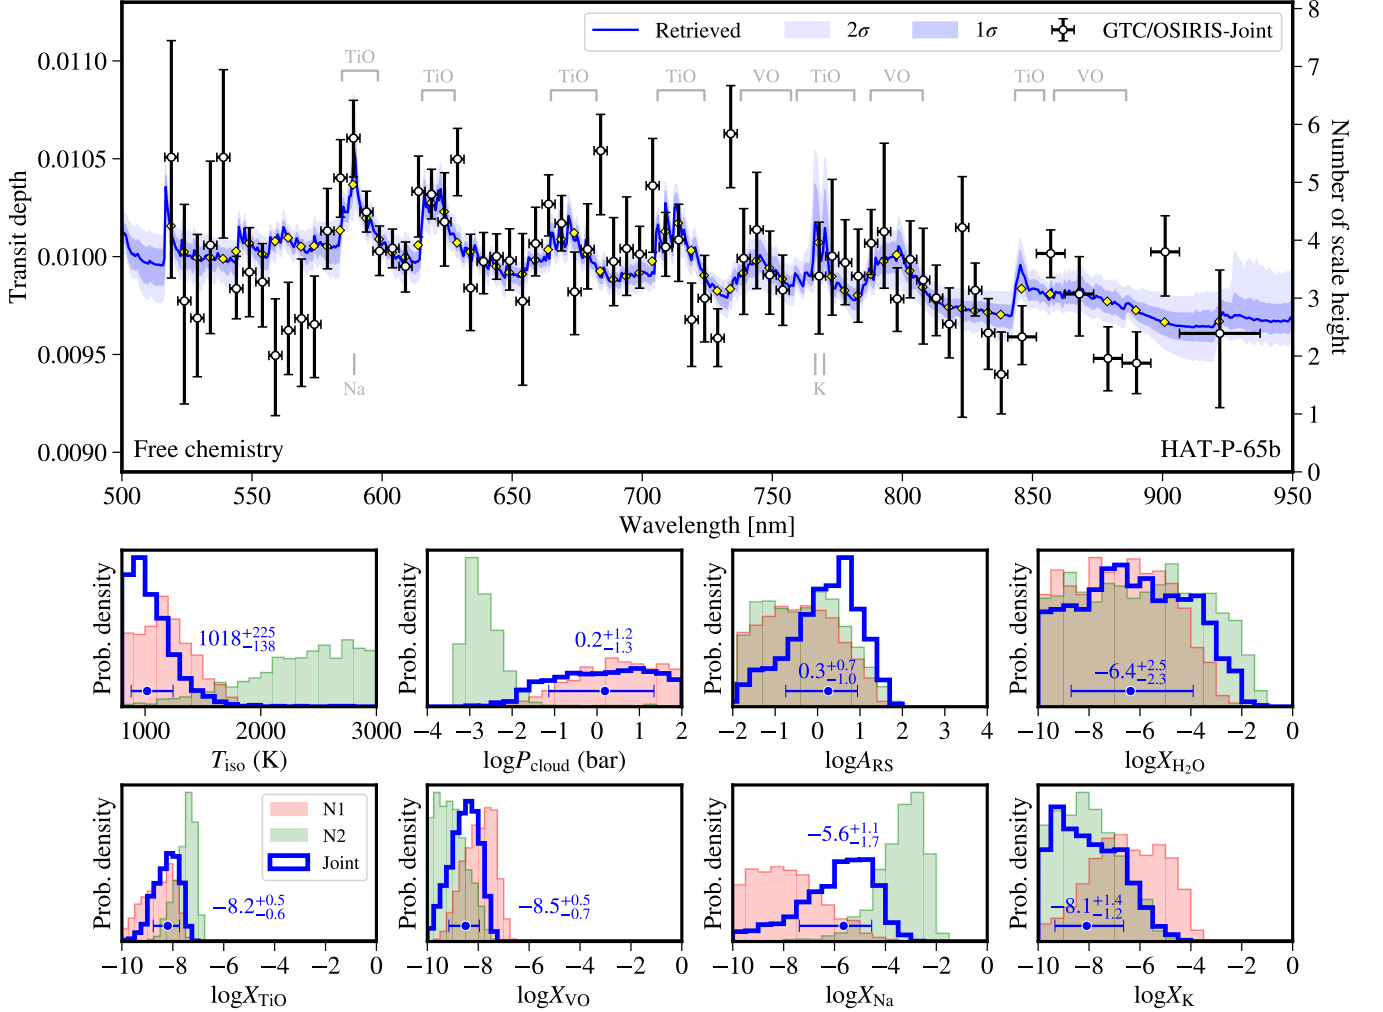 Retrieved 2σ 1σ GTC/OSIRIS-Joint
TiO
TiO TiO TiO VO TiO VO TiO VO
Na K
Free chemistry HAT-P-65b
Transit depth
0.0110
0.0105
0.0100
0.0095
0.0090
Number of scale height
8
7
6
5
4
3
2
1
0
500 550 600 650 700 750 800 850 900 950
Wavelength [nm]
Prob. density
1018+225−138
1000 2000 3000
Tiso (K)
Prob. density
0.2+1.2−1.3
−4 −3 −2 −1 0 1 2
logPcloud (bar)
Prob. density
0.3+0.7−1.0
−2 −1 0 1 2 3 4
logARS
Prob. density
−6.4+2.5−2.3
−10 −8 −6 −4 −2 0
logXH2O
Prob. density
N1
N2
Joint
−8.2+0.5−0.6
−10 −8 −6 −4 −2 0
logXTiO
Prob. density
−8.5+0.5−0.7
−10 −8 −6 −4 −2 0
logXVO
Prob. density
−5.6+1.1−1.7
−10 −8 −6 −4 −2 0
logXNa
Prob. density
−8.1+1.4−1.2
−10 −8 −6 −4 −2 0
logXK